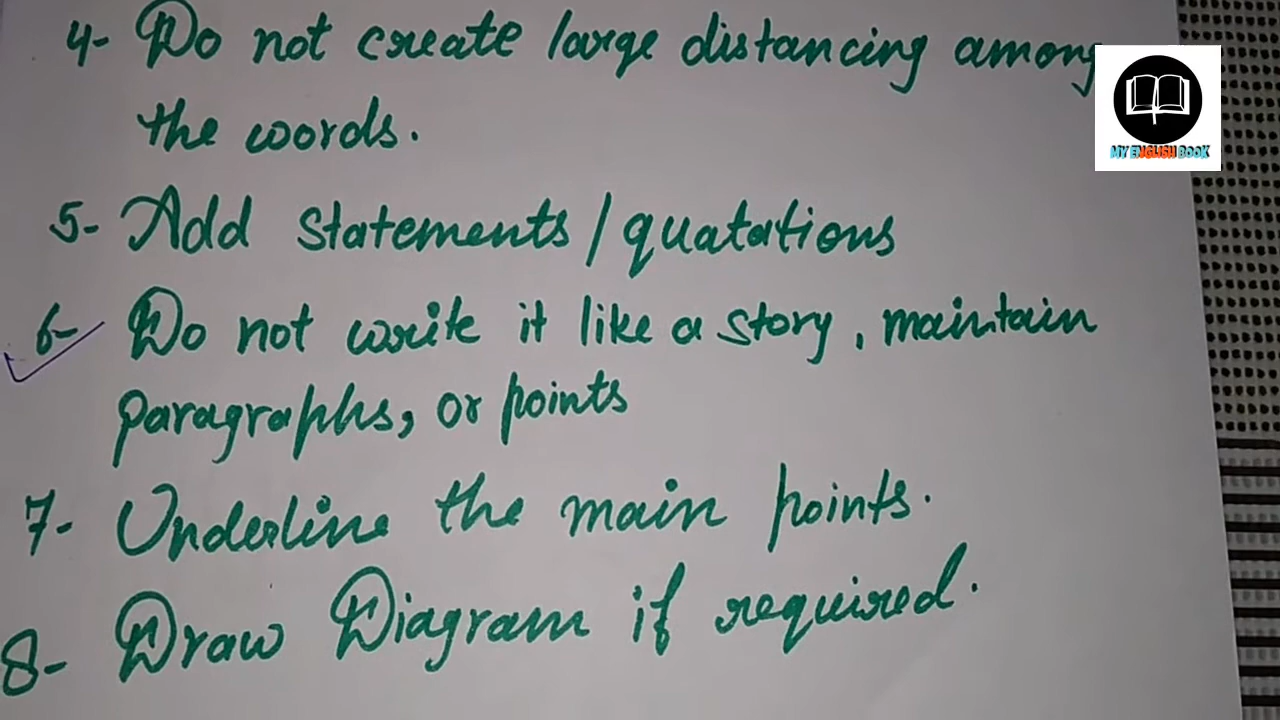 4- Do not create large distancing among
the words.
MY ENGLISH BOOK
5- Add statements / quatations
6- Do not write it like a story, maintain
paragraphs, or points
7- Underline the main points.
8- Draw Diagram if required.